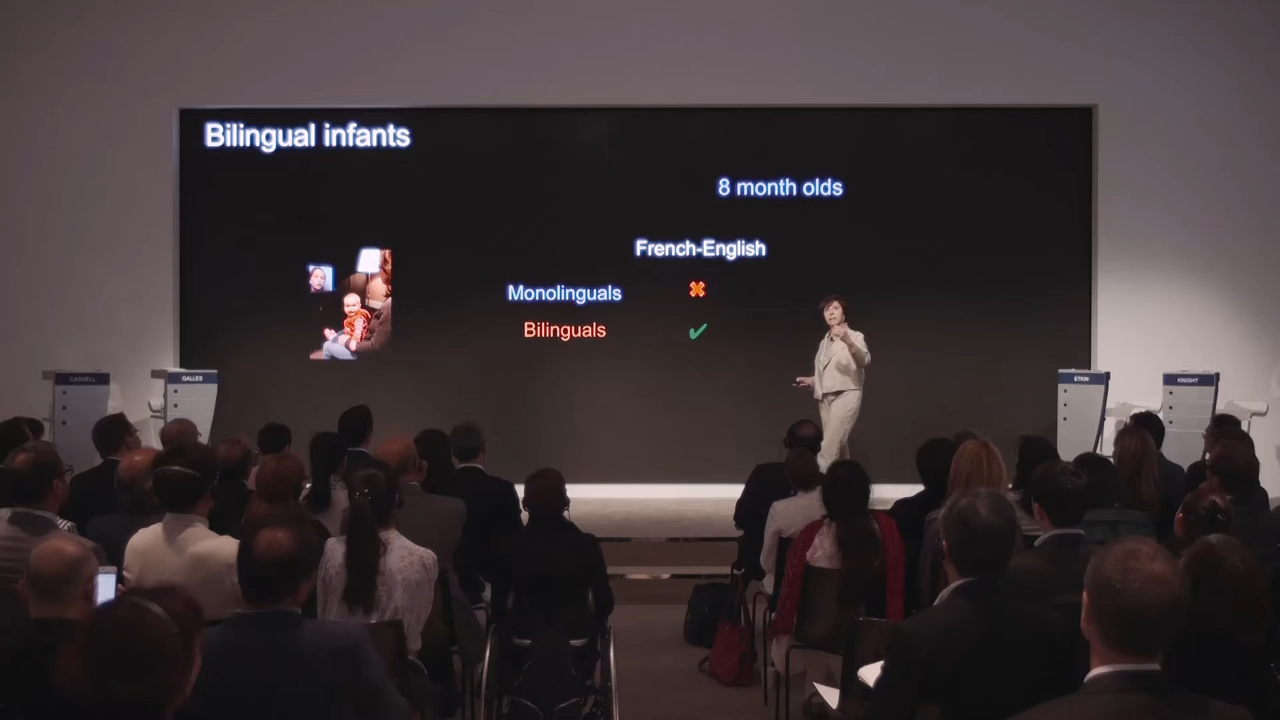 Bilingual infants
8 month olds
French-English
Monolinguals
Bilinguals
CASSELL
GALLES
ETKIN
KNIGHT